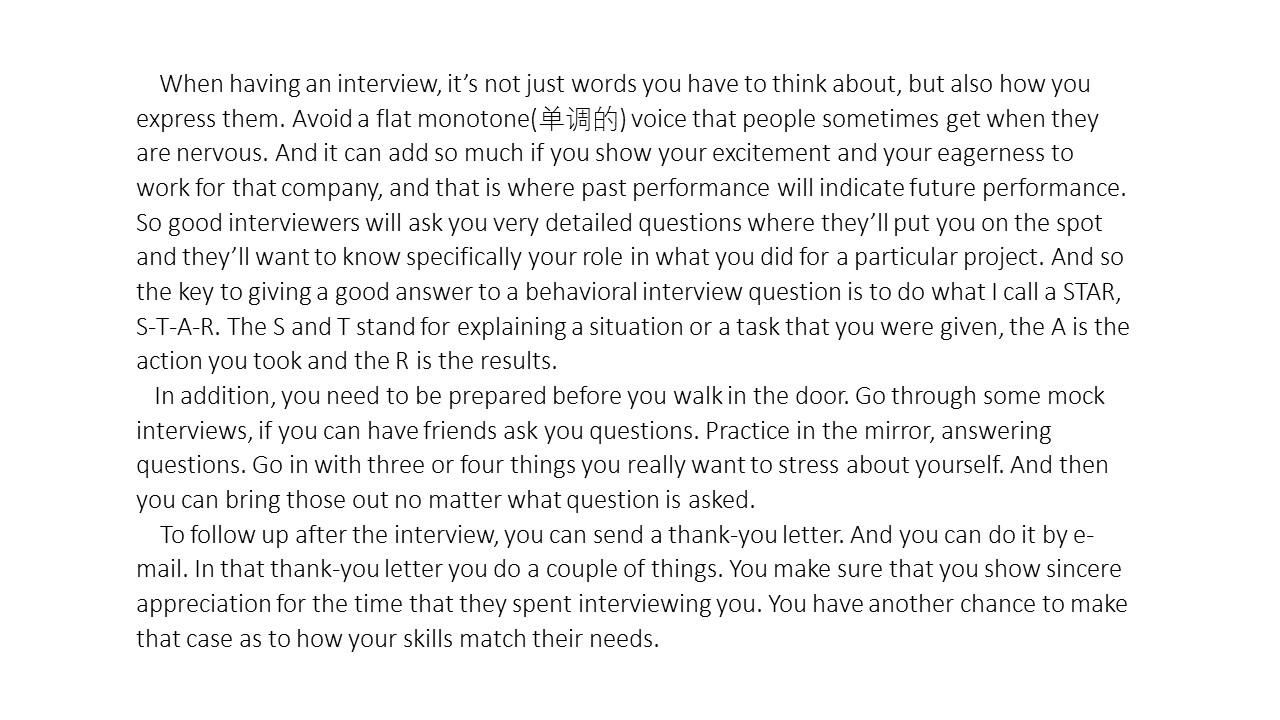 When having an interview, it’s not just words you have to think about, but also how you
express them. Avoid a flat monotone(单调的) voice that people sometimes get when they
are nervous. And it can add so much if you show your excitement and your eagerness to
work for that company, and that is where past performance will indicate future performance.
So good interviewers will ask you very detailed questions where they’ll put you on the spot
and they’ll want to know specifically your role in what you did for a particular project. And so
the key to giving a good answer to a behavioral interview question is to do what I call a STAR,
S-T-A-R. The S and T stand for explaining a situation or a task that you were given, the A is the
action you took and the R is the results.
In addition, you need to be prepared before you walk in the door. Go through some mock
interviews, if you can have friends ask you questions. Practice in the mirror, answering
questions. Go in with three or four things you really want to stress about yourself. And then
you can bring those out no matter what question is asked.
To follow up after the interview, you can send a thank-you letter. And you can do it by e-
mail. In that thank-you letter you do a couple of things. You make sure that you show sincere
appreciation for the time that they spent interviewing you. You have another chance to make
that case as to how your skills match their needs.